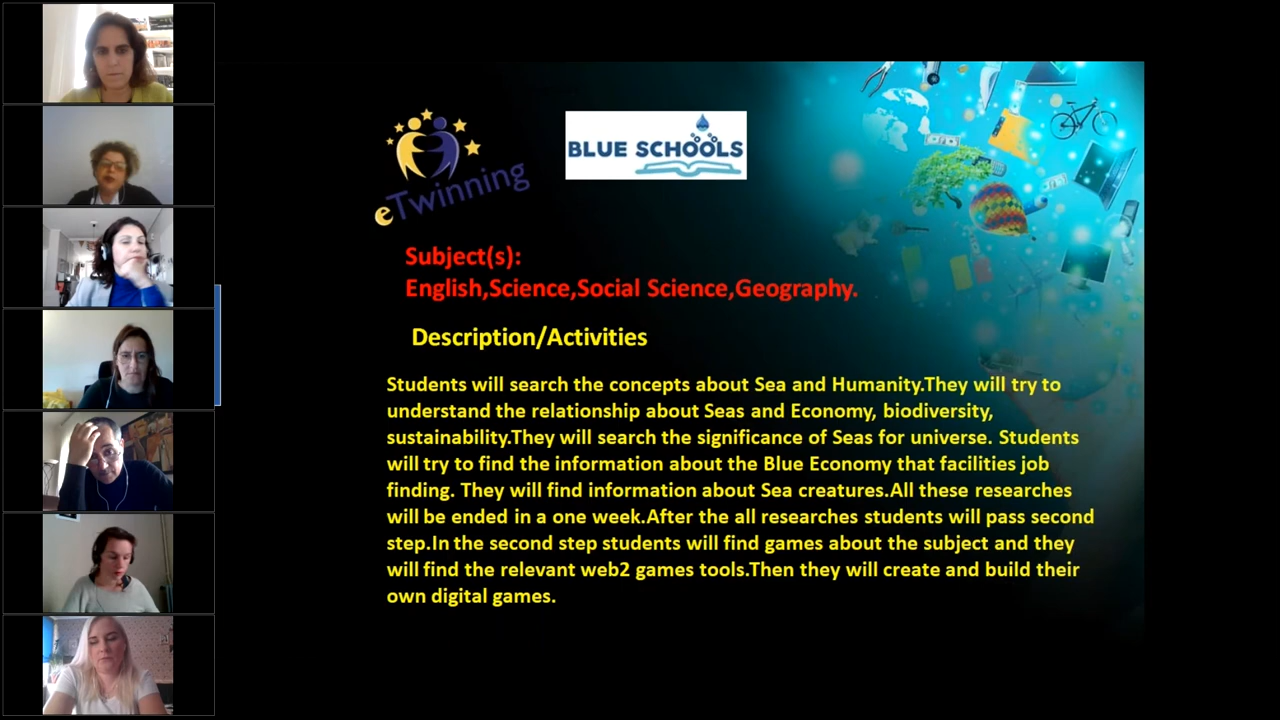 eTwinning
BLUE SCHOOLS
Subject(s):
English,Science,Social Science,Geography.
Description/Activities
Students will search the concepts about Sea and Humanity.They will try to
understand the relationship about Seas and Economy, biodiversity,
sustainability.They will search the significance of Seas for universe. Students
will try to find the information about the Blue Economy that facilities job
finding. They will find information about Sea creatures.All these researches
will be ended in a one week.After the all researches students will pass second
step.In the second step students will find games about the subject and they
will find the relevant web2 games tools.Then they will create and build their
own digital games.